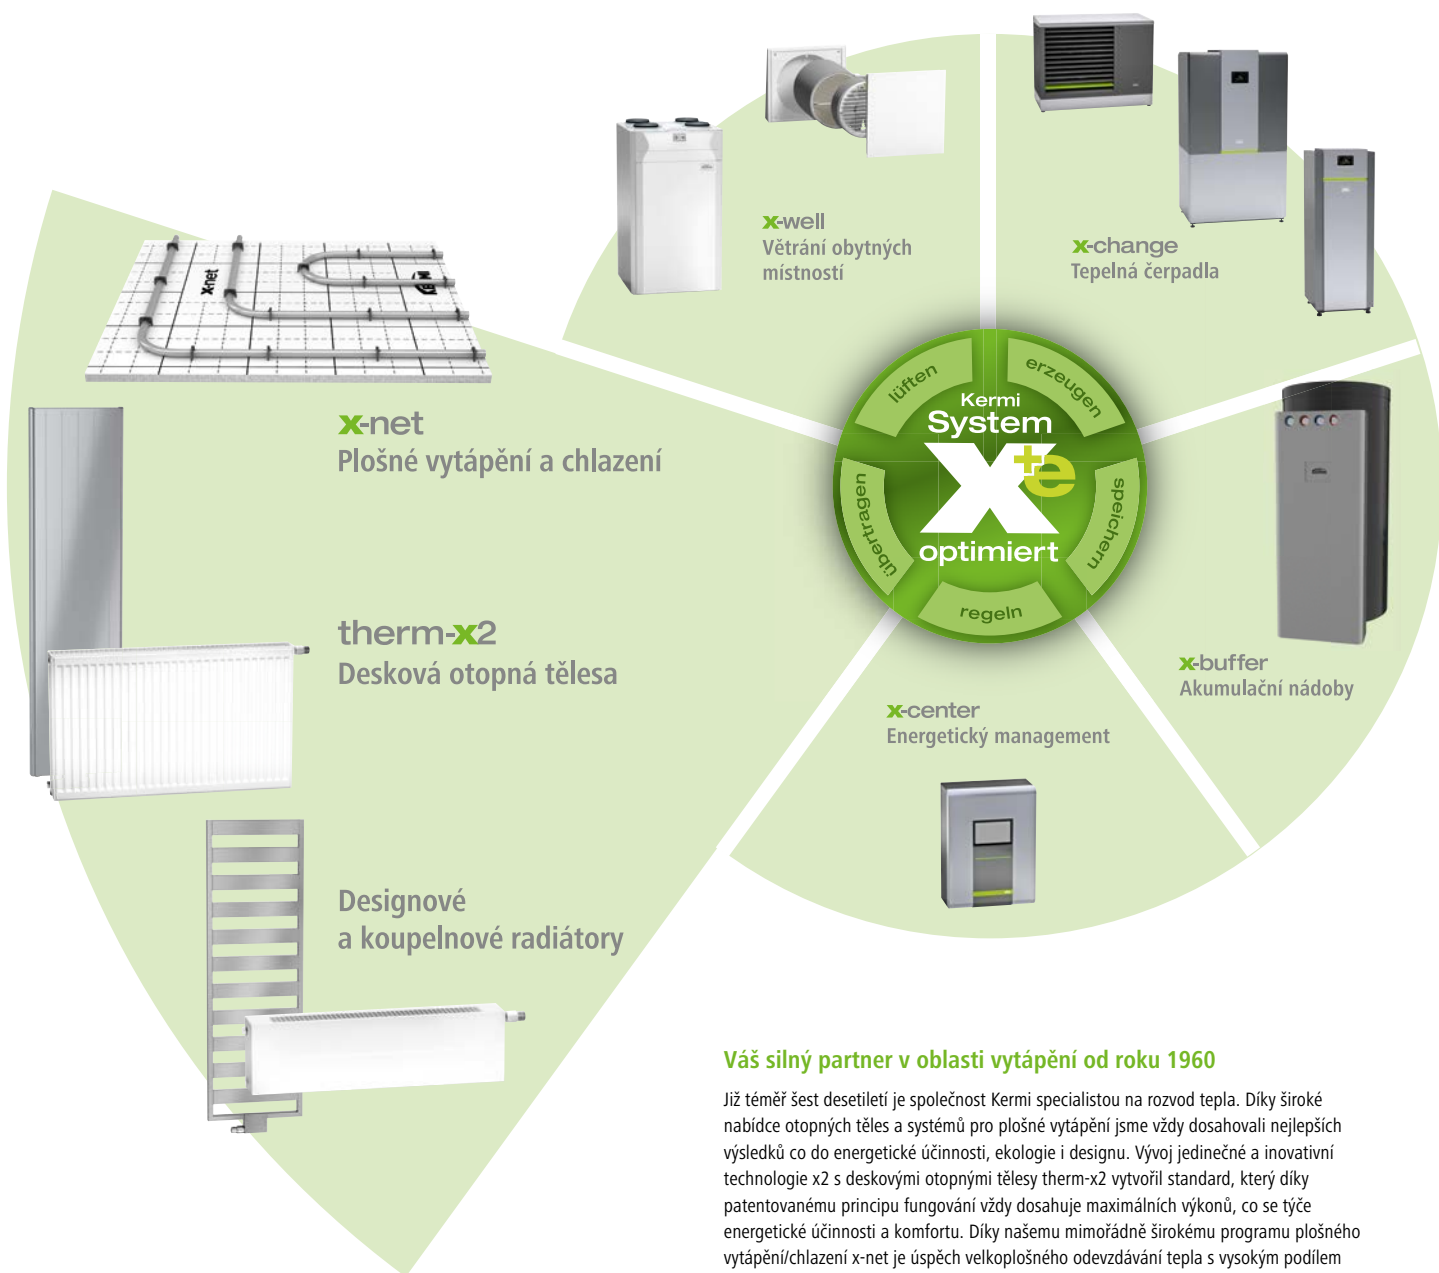 x-well
Větrání obytných
místností
x-change
Tepelná čerpadla
x-net
KERMI
x-net
Plošné vytápění a chlazení
lüften
erzeugen
Kermi
System
x+e
optimiert
übertragen
speichern
regeln
therm-x2
Desková otopná tělesa
x-buffer
Akumulační nádoby
x-center
Energetický management
Designové
a koupelnové radiátory
Váš silný partner v oblasti vytápění od roku 1960
Již téměř šest desetiletí je společnost Kermi specialistou na rozvod tepla. Díky široké
nabídce otopných těles a systémů pro plošné vytápění jsme vždy dosahovali nejlepších
výsledků co do energetické účinnosti, ekologie i designu. Vývoj jedinečné a inovativní
technologie x2 s deskovými otopnými tělesy therm-x2 vytvořil standard, který díky
patentovanému principu fungování vždy dosahuje maximálních výkonů, co se týče
energetické účinnosti a komfortu. Díky našemu mimořádně širokému programu plošného
vytápění/chlazení x-net je úspěch velkoplošného odevzdávání tepla s vysokým podílem